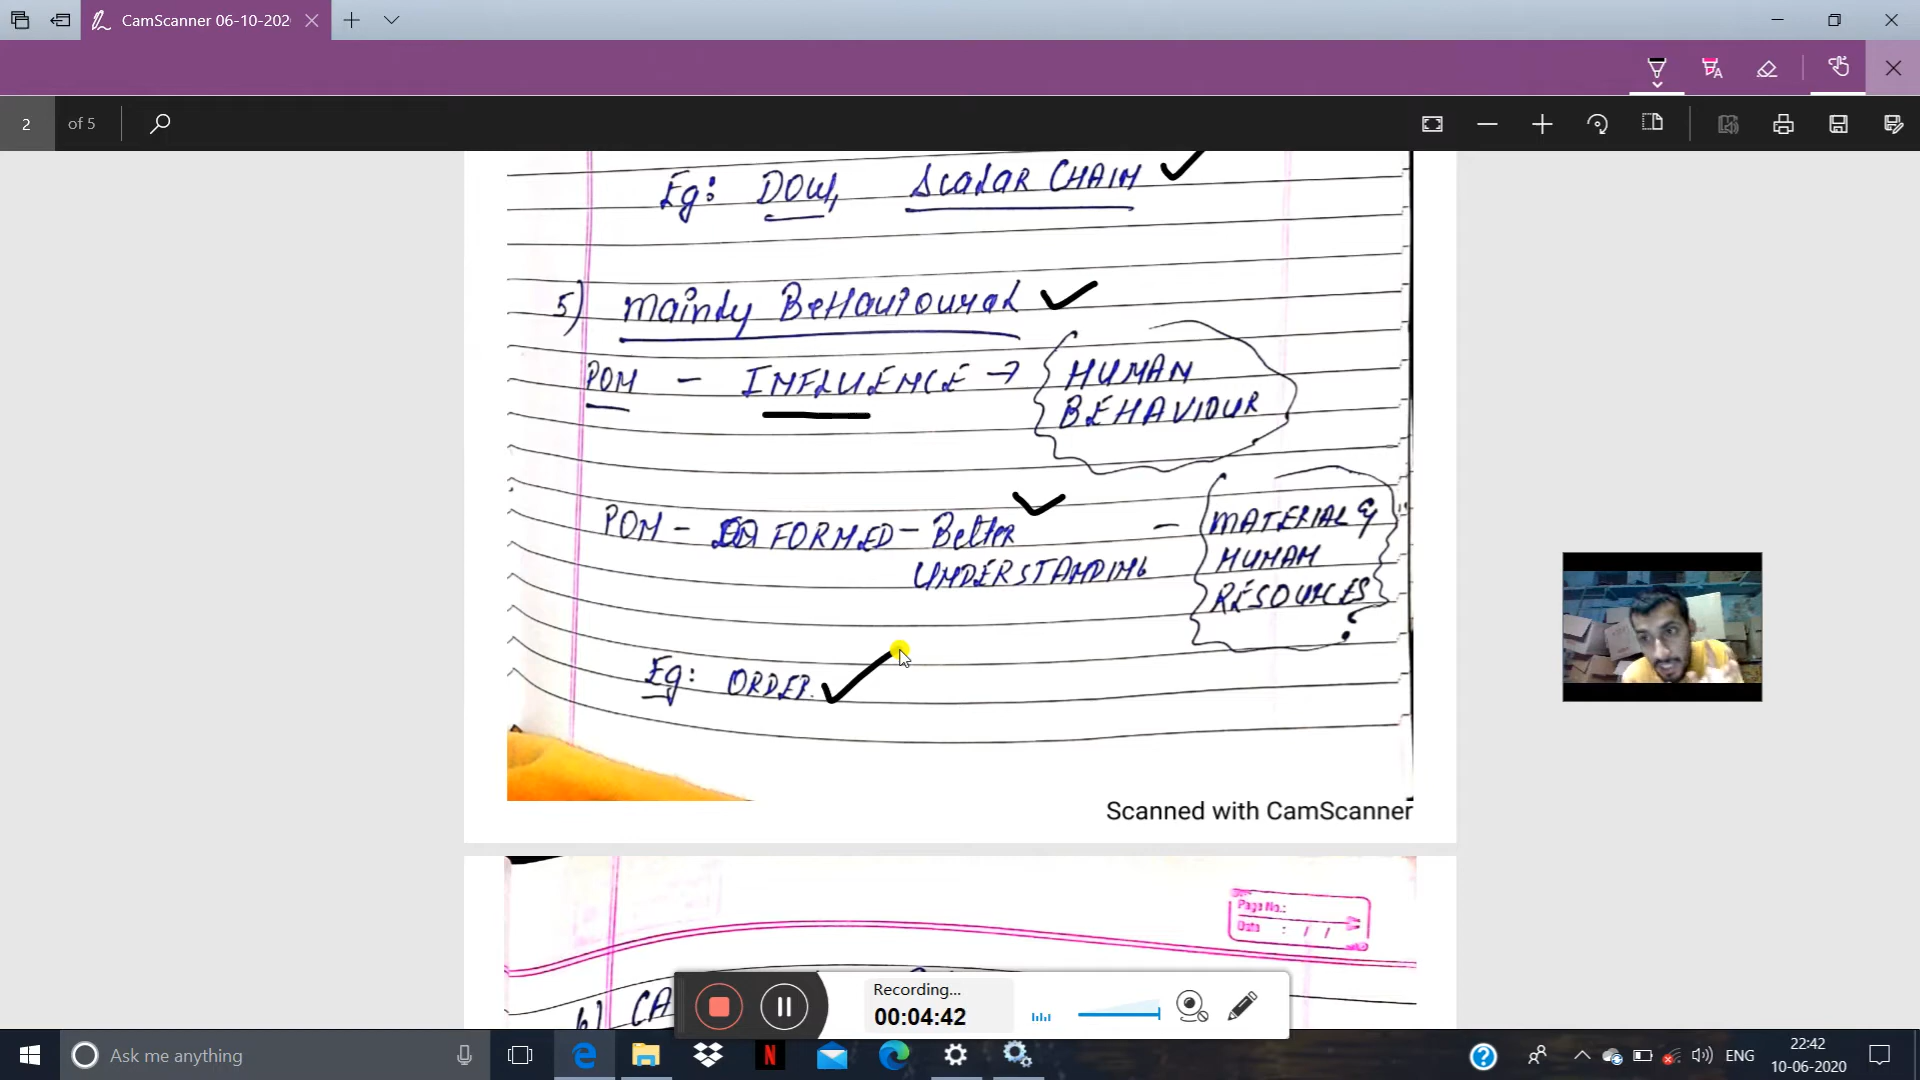 CamScanner 06-10-202
2 of 5
Eg: DOW, SCALAR CHAIN
5) Mainly BeHavioural
POM - INFLUENCE → HUMAN
BEHAVIOUR
POM - FORMED - Better
UNDERSTANDING - MATERIAL &
HUMAN
RESOURCES
Eg: ORDER.
Scanned with CamScanner
Page No.:
Date : / /
6) CA
Recording...
00:04:42
Ask me anything
ENG
22:42
10-06-2020